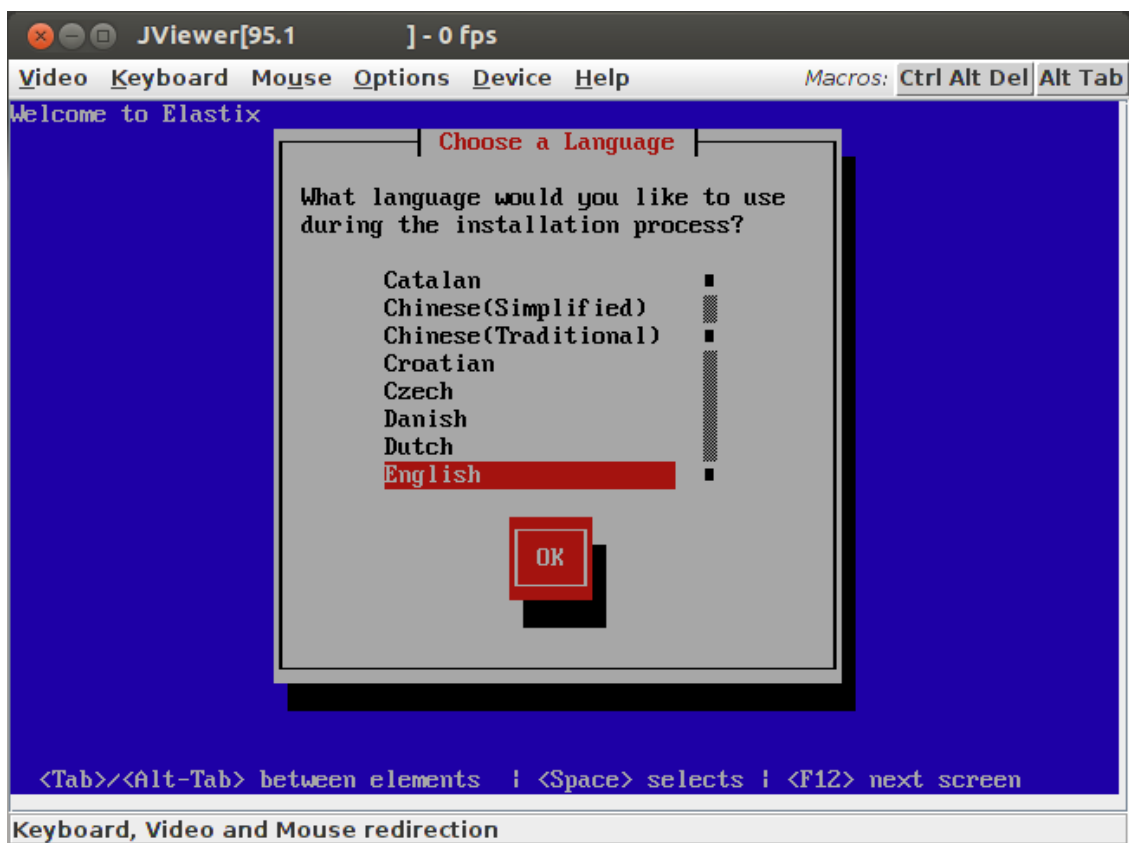 JViewer[95.1 ] - 0 fps
Video Keyboard Mouse Options Device Help Macros: Ctrl Alt Del Alt Tab
Welcome to Elastix
Choose a Language
What language would you like to use
during the installation process?
Catalan
Chinese(Simplified)
Chinese(Traditional)
Croatian
Czech
Danish
Dutch
English
OK
<Tab>/<Alt-Tab> between elements | <Space> selects | <F12> next screen
Keyboard, Video and Mouse redirection